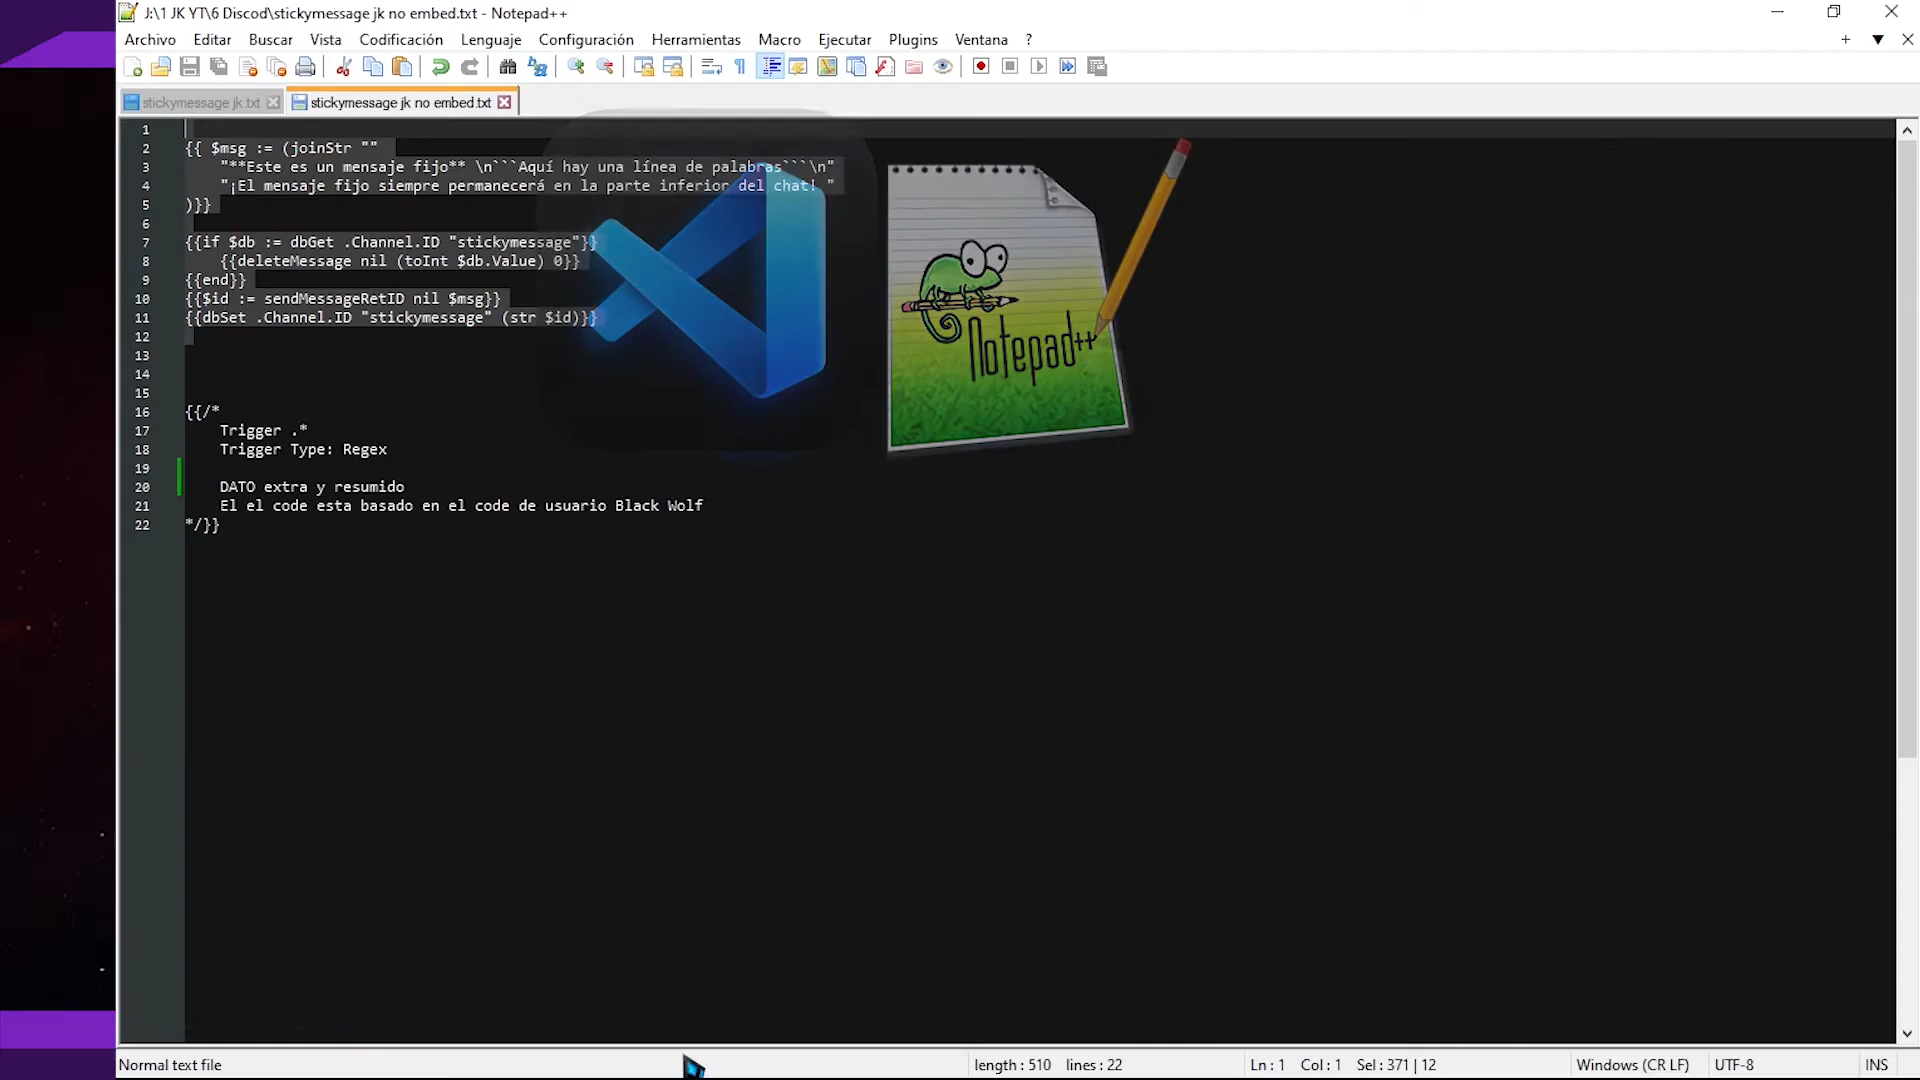 J:\1 JK YT\6 Discod\stickymessage jk no embed.txt - Notepad++
Archivo Editar Buscar Vista Codificación Lenguaje Configuración Herramientas Macro Ejecutar Plugins Ventana ?
stickymessage jk.txt stickymessage jk no embed.txt
1
2 {{ $msg := (joinStr ""
3 "**Este es un mensaje fijo** \n```Aquí hay una línea de palabras```\n"
4 "¡El mensaje fijo siempre permanecerá en la parte inferior del chat! "
5 )}}
6
7 {{if $db := dbGet .Channel.ID "stickymessage"}}
8 {{deleteMessage nil (toInt $db.Value) 0}}
9 {{end}}
10 {{$id := sendMessageRetID nil $msg}}
11 {{dbSet .Channel.ID "stickymessage" (str $id)}}
12
13
14
15
16 {{/*
17 Trigger .*
18 Trigger Type: Regex
19
20 DATO extra y resumido
21 El el code esta basado en el code de usuario Black Wolf
22 */}}
Notepad++
Normal text file length : 510 lines : 22 Ln : 1 Col : 1 Sel : 371 | 12 Windows (CR LF) UTF-8 INS